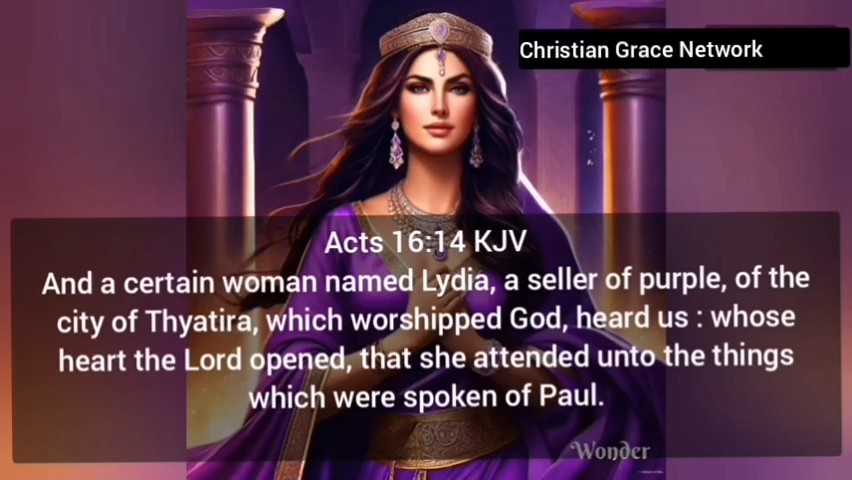 Christian Grace Network
Acts 16:14 KJV
And a certain woman named Lydia, a seller of purple, of the
city of Thyatira, which worshipped God, heard us : whose
heart the Lord opened, that she attended unto the things
which were spoken of Paul.
Wonder